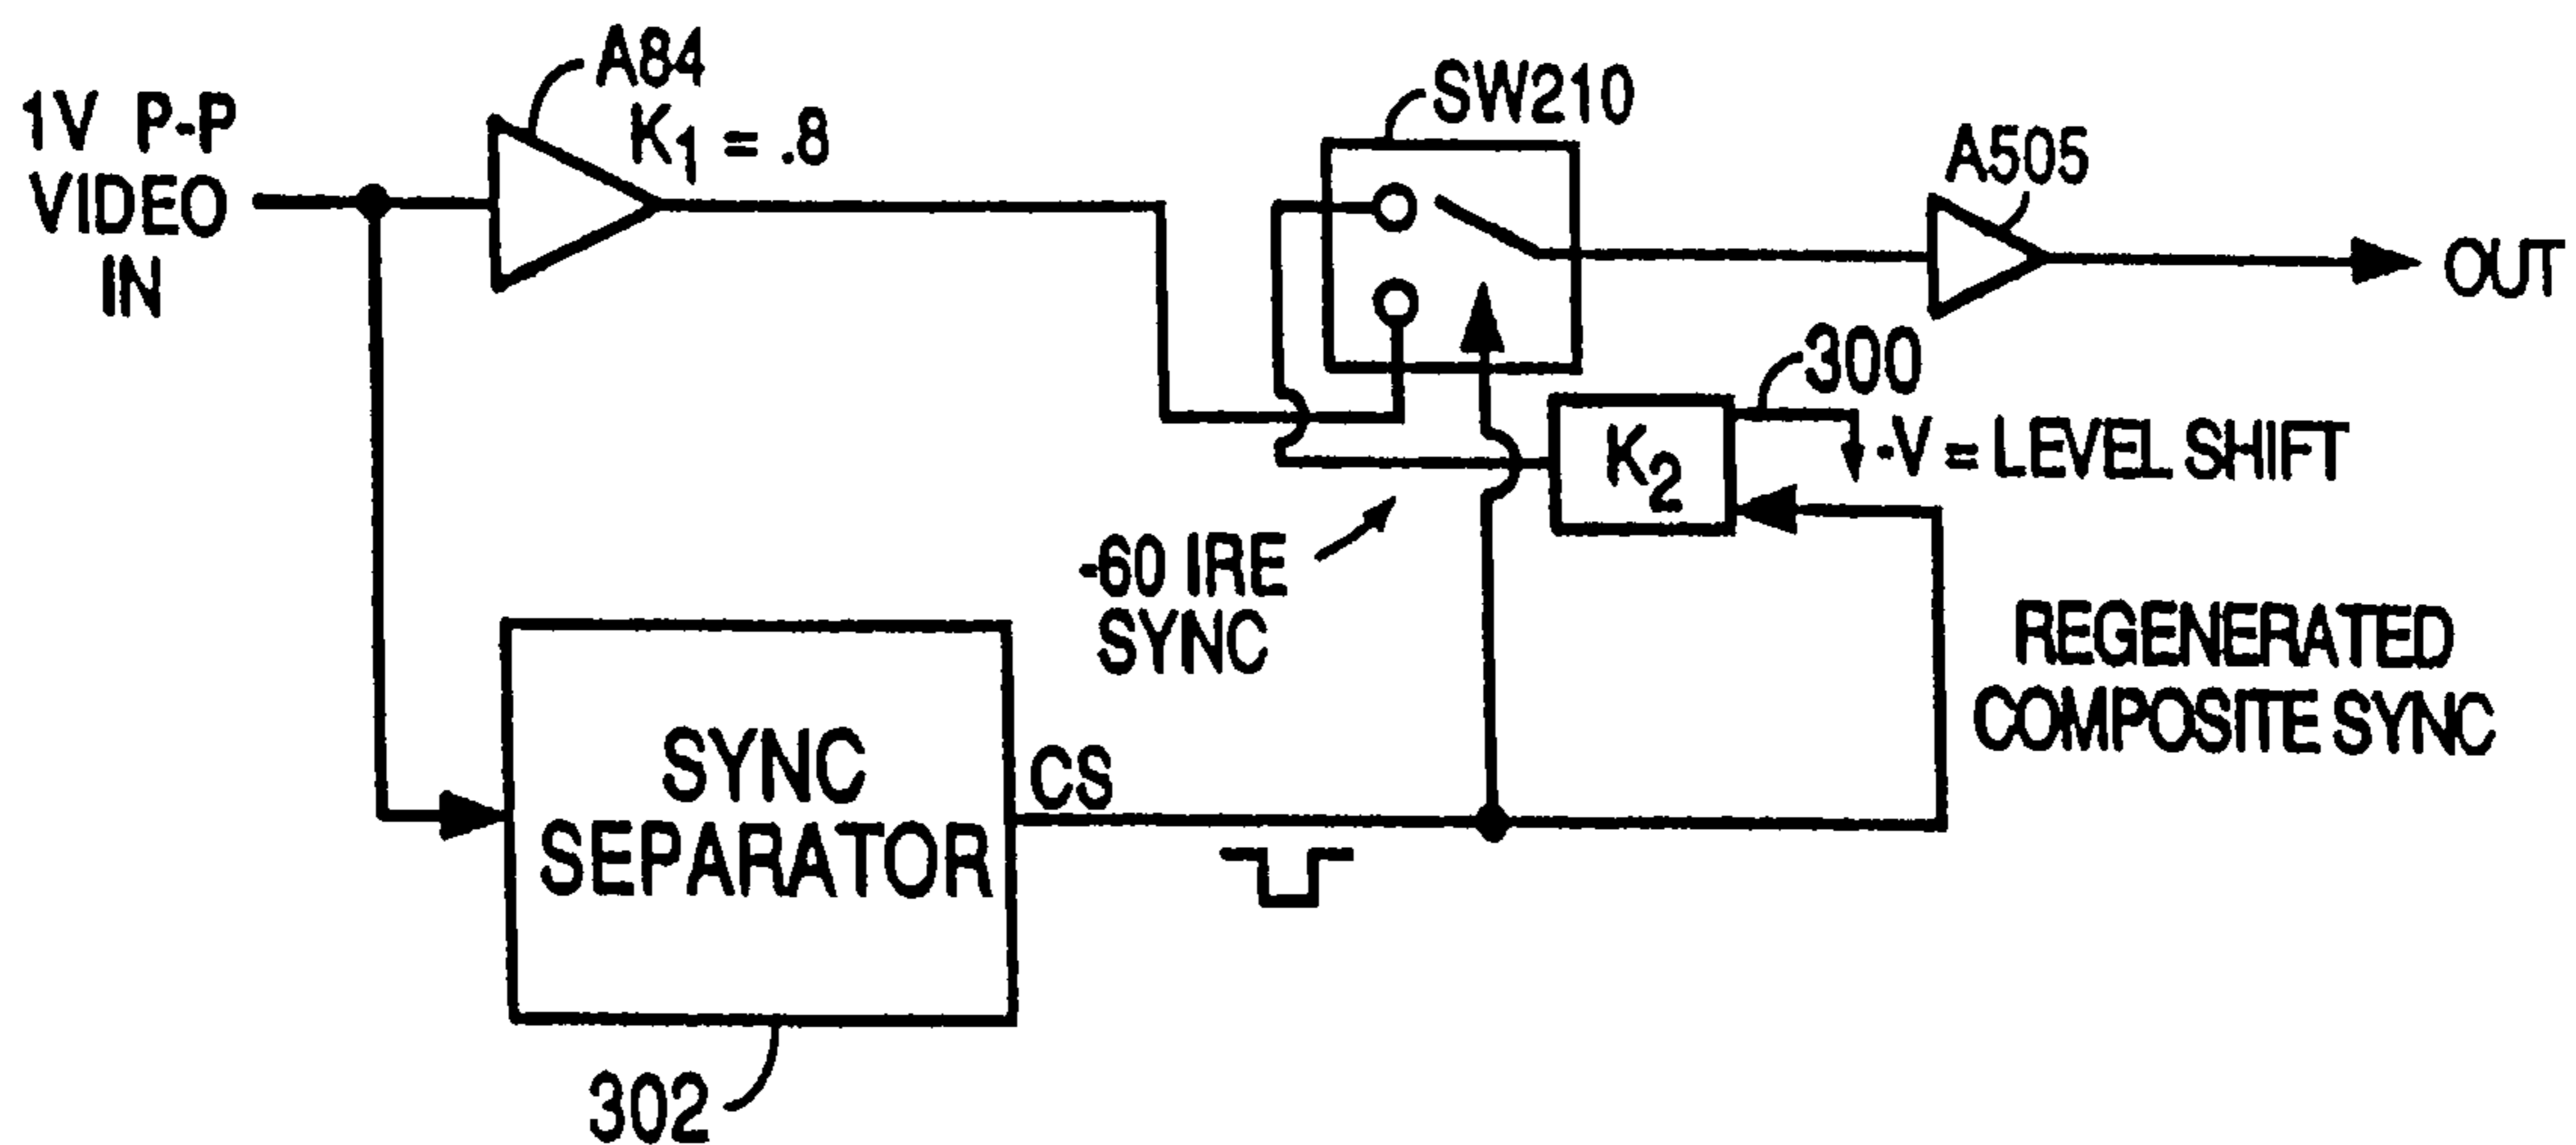 1V P-P
VIDEO
IN
A84
K1 = .8
SW210
A505
OUT
300
K2
-V = LEVEL SHIFT
-60 IRE
SYNC
REGENERATED
COMPOSITE SYNC
SYNC
SEPARATOR
CS
302